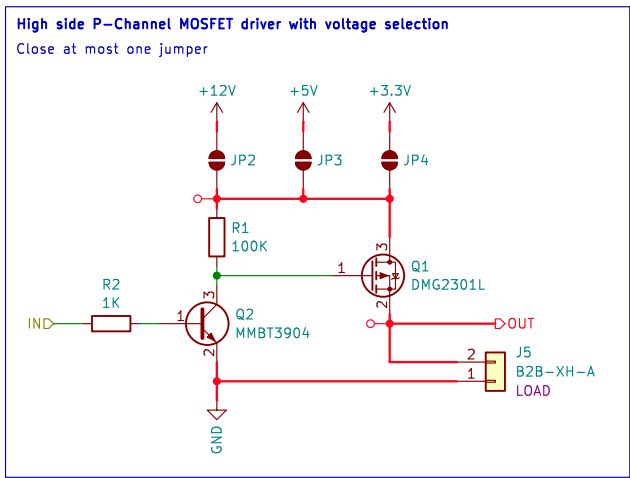 High side P-Channel MOSFET driver with voltage selection
Close at most one jumper
+12V +5V +3.3V
JP2 JP3 JP4
R1
100K
3
1 Q1
DMG2301L
2
R2
1K
IN 1 3 Q2
MMBT3904
2
OUT
J5
2 B2B-XH-A
1 LOAD
GND